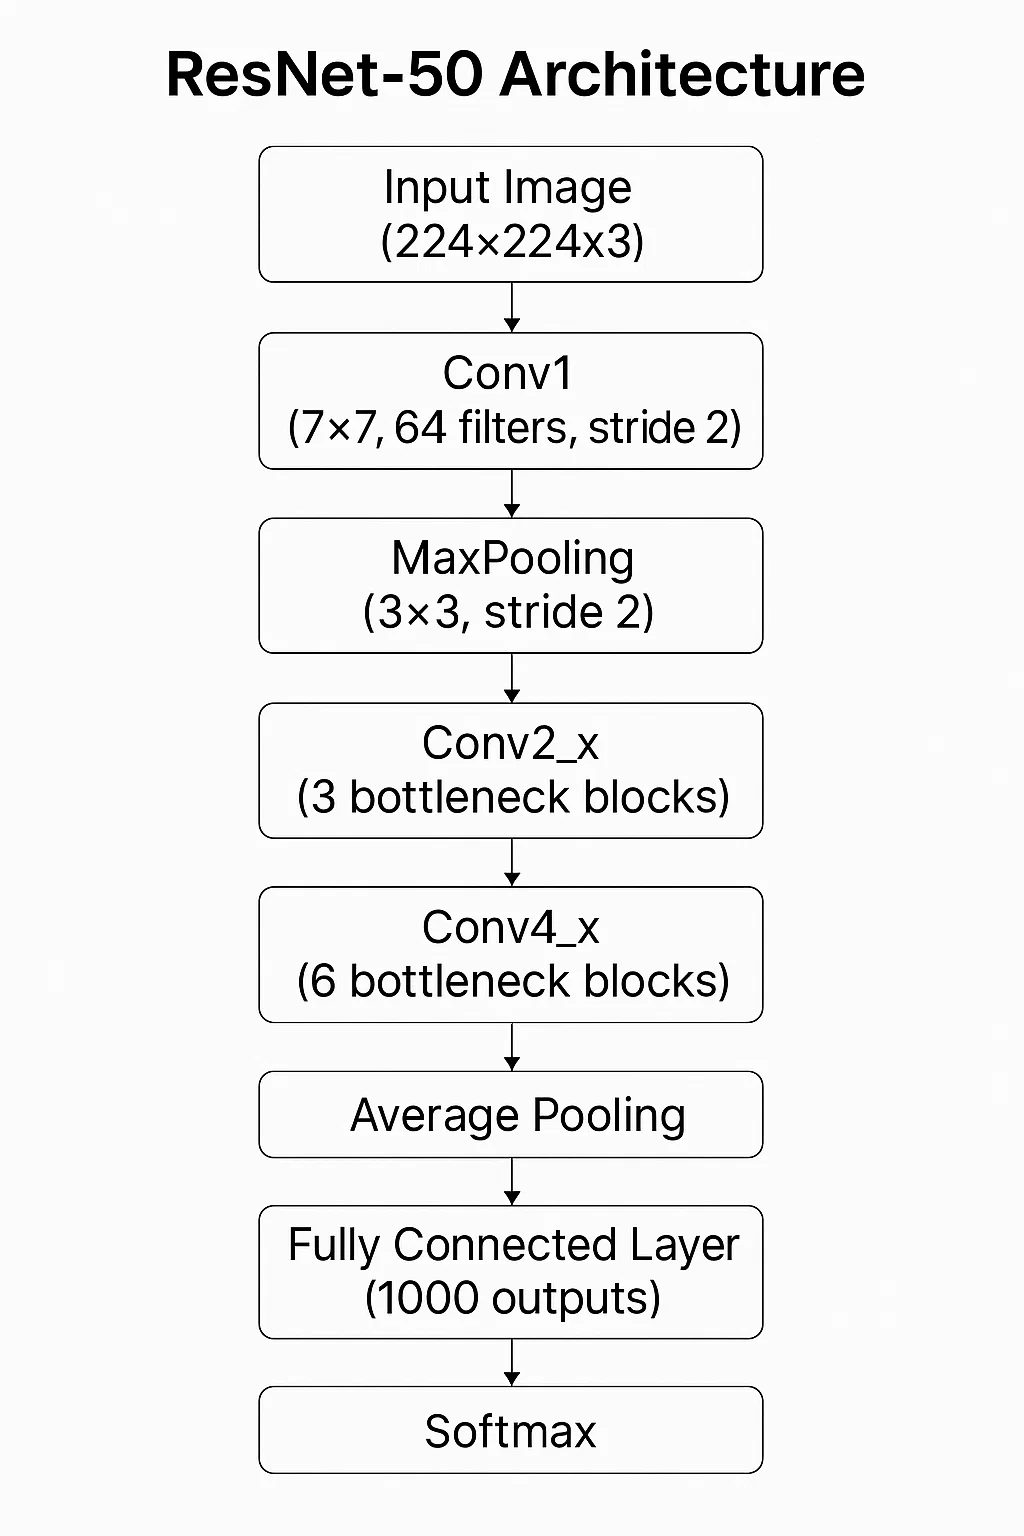 ResNet-50 Architecture
Input Image
(224×224x3)
Conv1
(7×7, 64 filters, stride 2)
MaxPooling
(3×3, stride 2)
Conv2_x
(3 bottleneck blocks)
Conv4_x
(6 bottleneck blocks)
Average Pooling
Fully Connected Layer
(1000 outputs)
Softmax